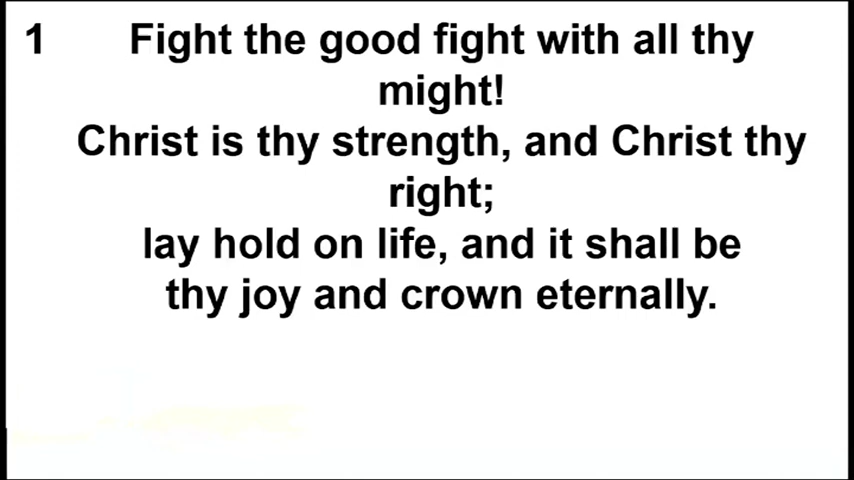 1 Fight the good fight with all thy
might!
Christ is thy strength, and Christ thy
right;
lay hold on life, and it shall be
thy joy and crown eternally.